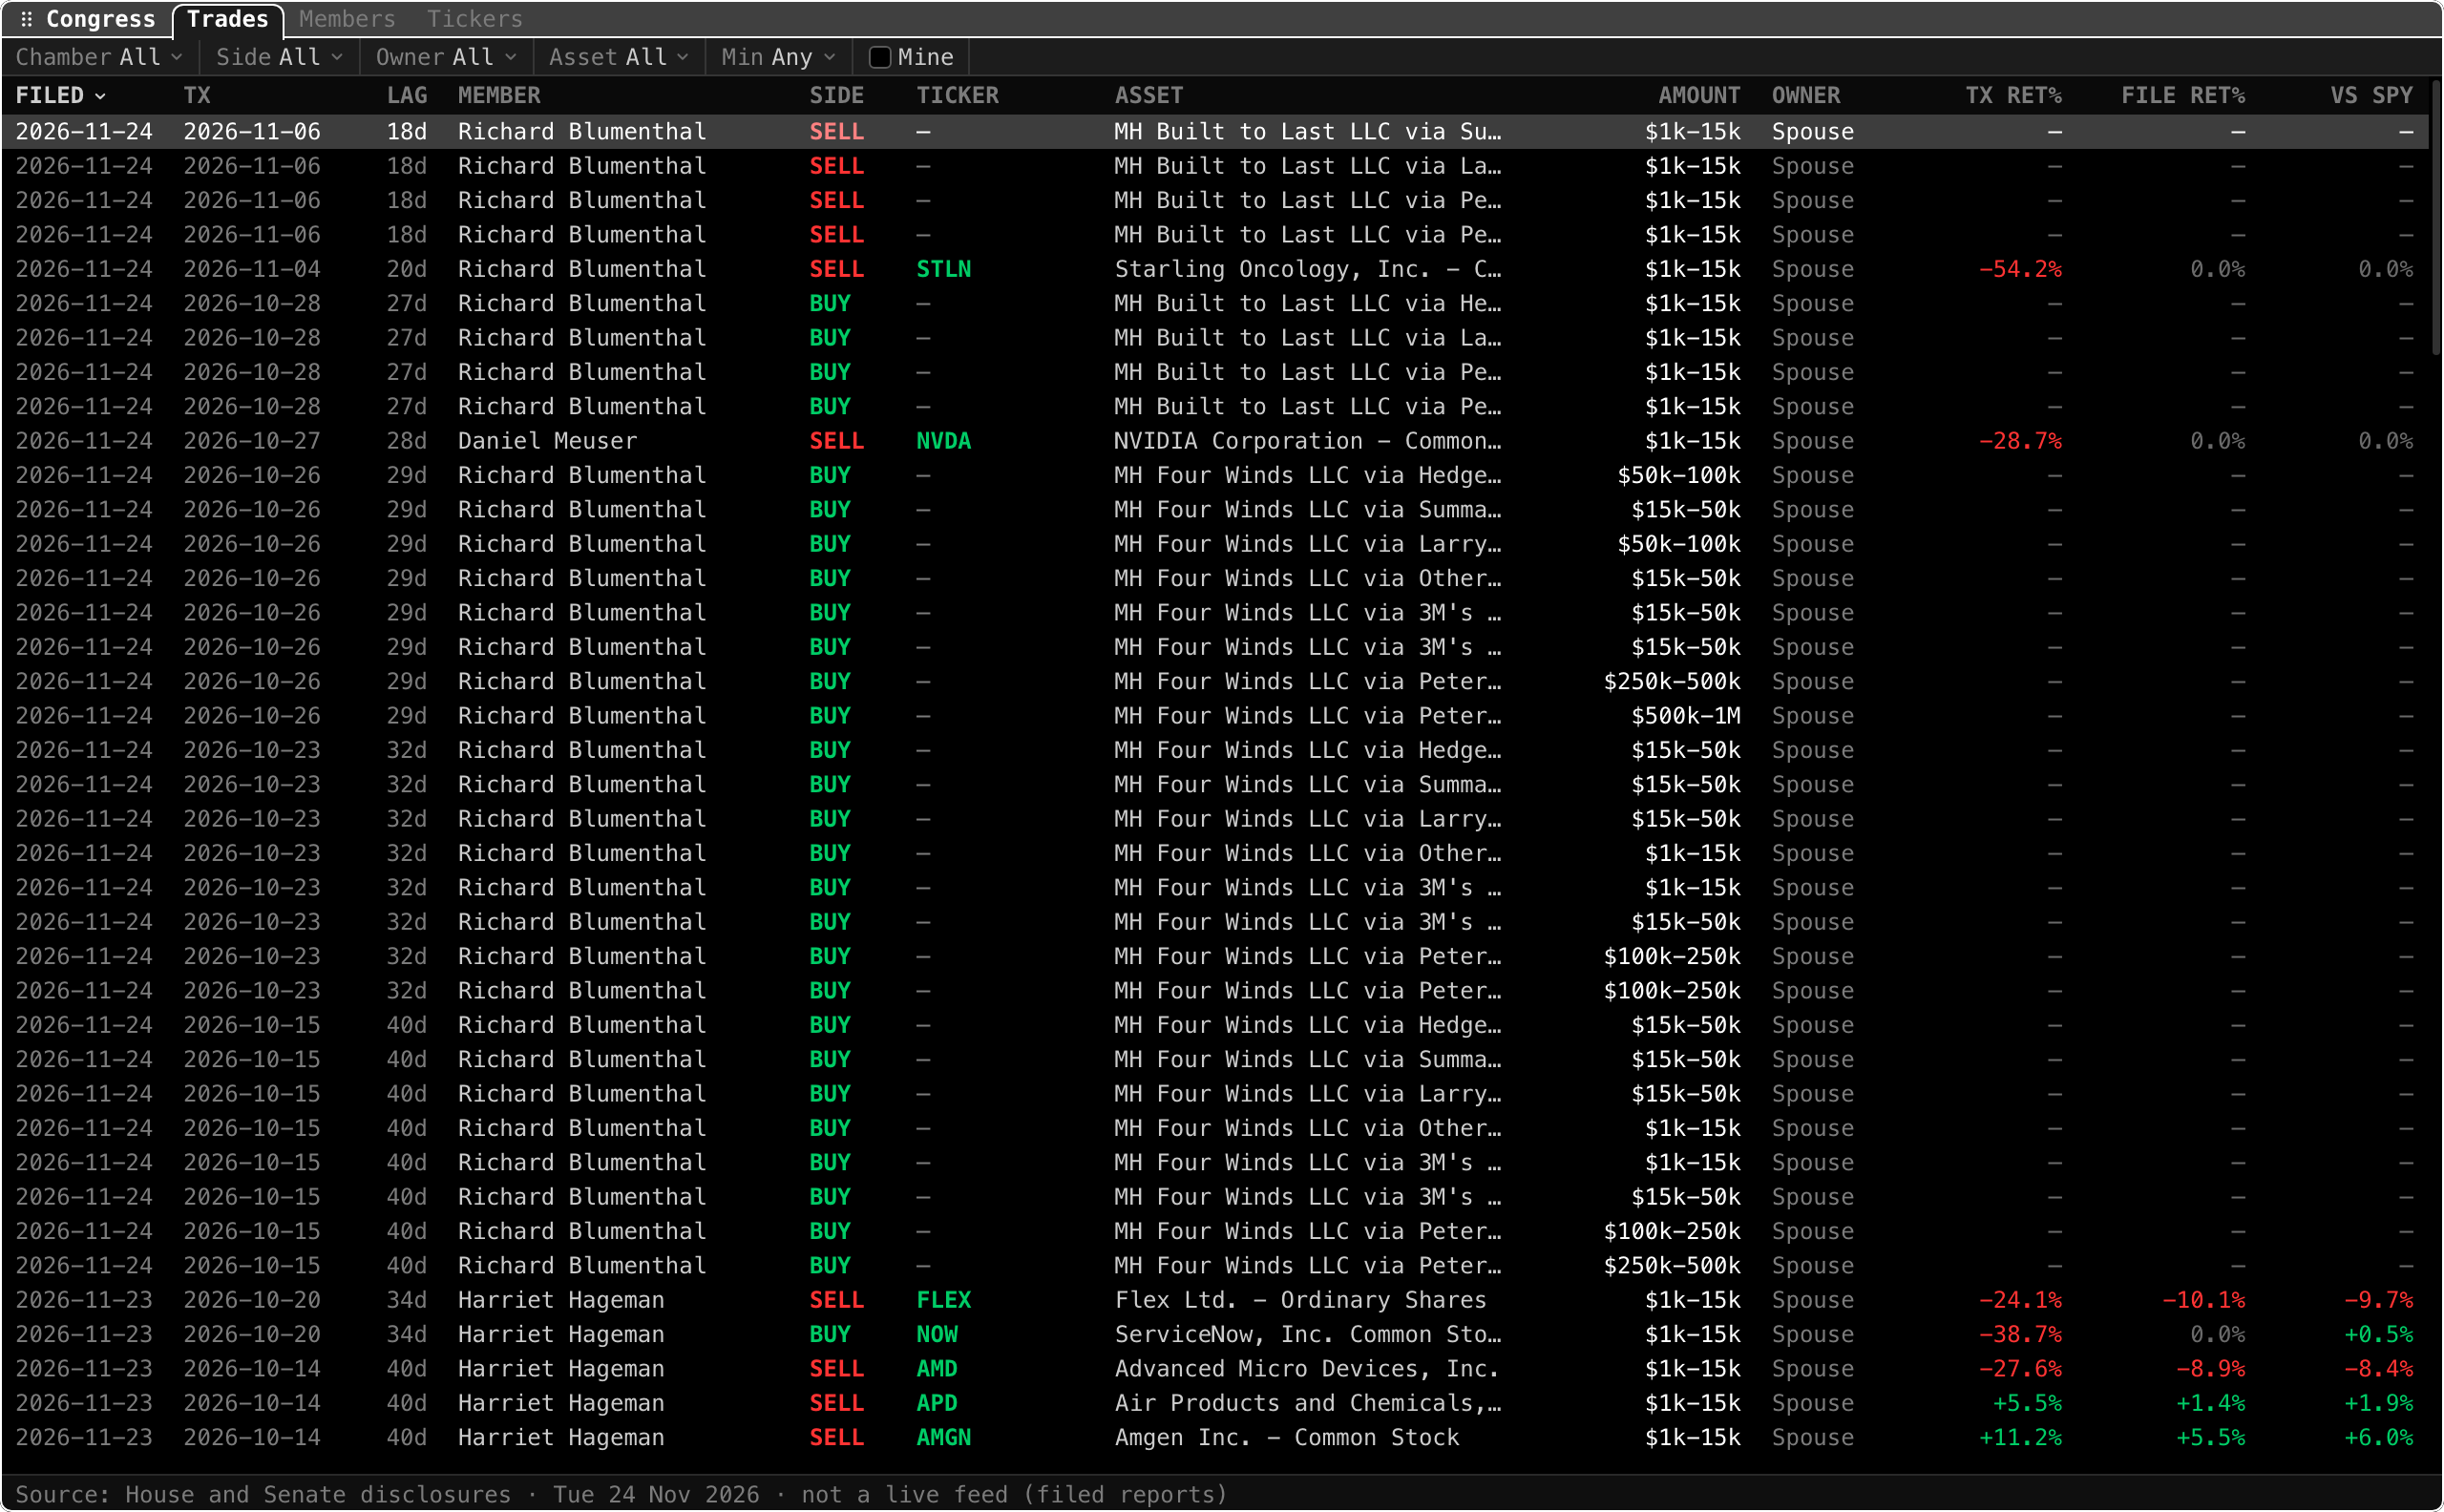 Congress Trades Members Tickers
Chamber All Side All Owner All Asset All Min Any Mine
FILED TX LAG MEMBER SIDE TICKER ASSET AMOUNT OWNER TX RET% FILE RET% VS SPY
2026-11-24 2026-11-06 18d Richard Blumenthal SELL — MH Built to Last LLC via Su… $1k-15k Spouse — — —
2026-11-24 2026-11-06 18d Richard Blumenthal SELL — MH Built to Last LLC via La… $1k-15k Spouse — — —
2026-11-24 2026-11-06 18d Richard Blumenthal SELL — MH Built to Last LLC via Pe… $1k-15k Spouse — — —
2026-11-24 2026-11-06 18d Richard Blumenthal SELL — MH Built to Last LLC via Pe… $1k-15k Spouse — — —
2026-11-24 2026-11-04 20d Richard Blumenthal SELL STLN Starling Oncology, Inc. - C… $1k-15k Spouse -54.2% 0.0% 0.0%
2026-11-24 2026-10-28 27d Richard Blumenthal BUY — MH Built to Last LLC via He… $1k-15k Spouse — — —
2026-11-24 2026-10-28 27d Richard Blumenthal BUY — MH Built to Last LLC via La… $1k-15k Spouse — — —
2026-11-24 2026-10-28 27d Richard Blumenthal BUY — MH Built to Last LLC via Pe… $1k-15k Spouse — — —
2026-11-24 2026-10-28 27d Richard Blumenthal BUY — MH Built to Last LLC via Pe… $1k-15k Spouse — — —
2026-11-24 2026-10-27 28d Daniel Meuser SELL NVDA NVIDIA Corporation - Common… $1k-15k Spouse -28.7% 0.0% 0.0%
2026-11-24 2026-10-26 29d Richard Blumenthal BUY — MH Four Winds LLC via Hedge… $50k-100k Spouse — — —
2026-11-24 2026-10-26 29d Richard Blumenthal BUY — MH Four Winds LLC via Summa… $15k-50k Spouse — — —
2026-11-24 2026-10-26 29d Richard Blumenthal BUY — MH Four Winds LLC via Larry… $50k-100k Spouse — — —
2026-11-24 2026-10-26 29d Richard Blumenthal BUY — MH Four Winds LLC via Other… $15k-50k Spouse — — —
2026-11-24 2026-10-26 29d Richard Blumenthal BUY — MH Four Winds LLC via 3M's … $15k-50k Spouse — — —
2026-11-24 2026-10-26 29d Richard Blumenthal BUY — MH Four Winds LLC via 3M's … $15k-50k Spouse — — —
2026-11-24 2026-10-26 29d Richard Blumenthal BUY — MH Four Winds LLC via Peter… $250k-500k Spouse — — —
2026-11-24 2026-10-26 29d Richard Blumenthal BUY — MH Four Winds LLC via Peter… $500k-1M Spouse — — —
2026-11-24 2026-10-23 32d Richard Blumenthal BUY — MH Four Winds LLC via Hedge… $15k-50k Spouse — — —
2026-11-24 2026-10-23 32d Richard Blumenthal BUY — MH Four Winds LLC via Summa… $15k-50k Spouse — — —
2026-11-24 2026-10-23 32d Richard Blumenthal BUY — MH Four Winds LLC via Larry… $15k-50k Spouse — — —
2026-11-24 2026-10-23 32d Richard Blumenthal BUY — MH Four Winds LLC via Other… $1k-15k Spouse — — —
2026-11-24 2026-10-23 32d Richard Blumenthal BUY — MH Four Winds LLC via 3M's … $1k-15k Spouse — — —
2026-11-24 2026-10-23 32d Richard Blumenthal BUY — MH Four Winds LLC via 3M's … $15k-50k Spouse — — —
2026-11-24 2026-10-23 32d Richard Blumenthal BUY — MH Four Winds LLC via Peter… $100k-250k Spouse — — —
2026-11-24 2026-10-23 32d Richard Blumenthal BUY — MH Four Winds LLC via Peter… $100k-250k Spouse — — —
2026-11-24 2026-10-15 40d Richard Blumenthal BUY — MH Four Winds LLC via Hedge… $15k-50k Spouse — — —
2026-11-24 2026-10-15 40d Richard Blumenthal BUY — MH Four Winds LLC via Summa… $15k-50k Spouse — — —
2026-11-24 2026-10-15 40d Richard Blumenthal BUY — MH Four Winds LLC via Larry… $15k-50k Spouse — — —
2026-11-24 2026-10-15 40d Richard Blumenthal BUY — MH Four Winds LLC via Other… $1k-15k Spouse — — —
2026-11-24 2026-10-15 40d Richard Blumenthal BUY — MH Four Winds LLC via 3M's … $1k-15k Spouse — — —
2026-11-24 2026-10-15 40d Richard Blumenthal BUY — MH Four Winds LLC via 3M's … $15k-50k Spouse — — —
2026-11-24 2026-10-15 40d Richard Blumenthal BUY — MH Four Winds LLC via Peter… $100k-250k Spouse — — —
2026-11-24 2026-10-15 40d Richard Blumenthal BUY — MH Four Winds LLC via Peter… $250k-500k Spouse — — —
2026-11-23 2026-10-20 34d Harriet Hageman SELL FLEX Flex Ltd. - Ordinary Shares $1k-15k Spouse -24.1% -10.1% -9.7%
2026-11-23 2026-10-20 34d Harriet Hageman BUY NOW ServiceNow, Inc. Common Sto… $1k-15k Spouse -38.7% 0.0% +0.5%
2026-11-23 2026-10-14 40d Harriet Hageman SELL AMD Advanced Micro Devices, Inc. $1k-15k Spouse -27.6% -8.9% -8.4%
2026-11-23 2026-10-14 40d Harriet Hageman SELL APD Air Products and Chemicals,… $1k-15k Spouse +5.5% +1.4% +1.9%
2026-11-23 2026-10-14 40d Harriet Hageman SELL AMGN Amgen Inc. - Common Stock $1k-15k Spouse +11.2% +5.5% +6.0%
Source: House and Senate disclosures · Tue 24 Nov 2026 · not a live feed (filed reports)